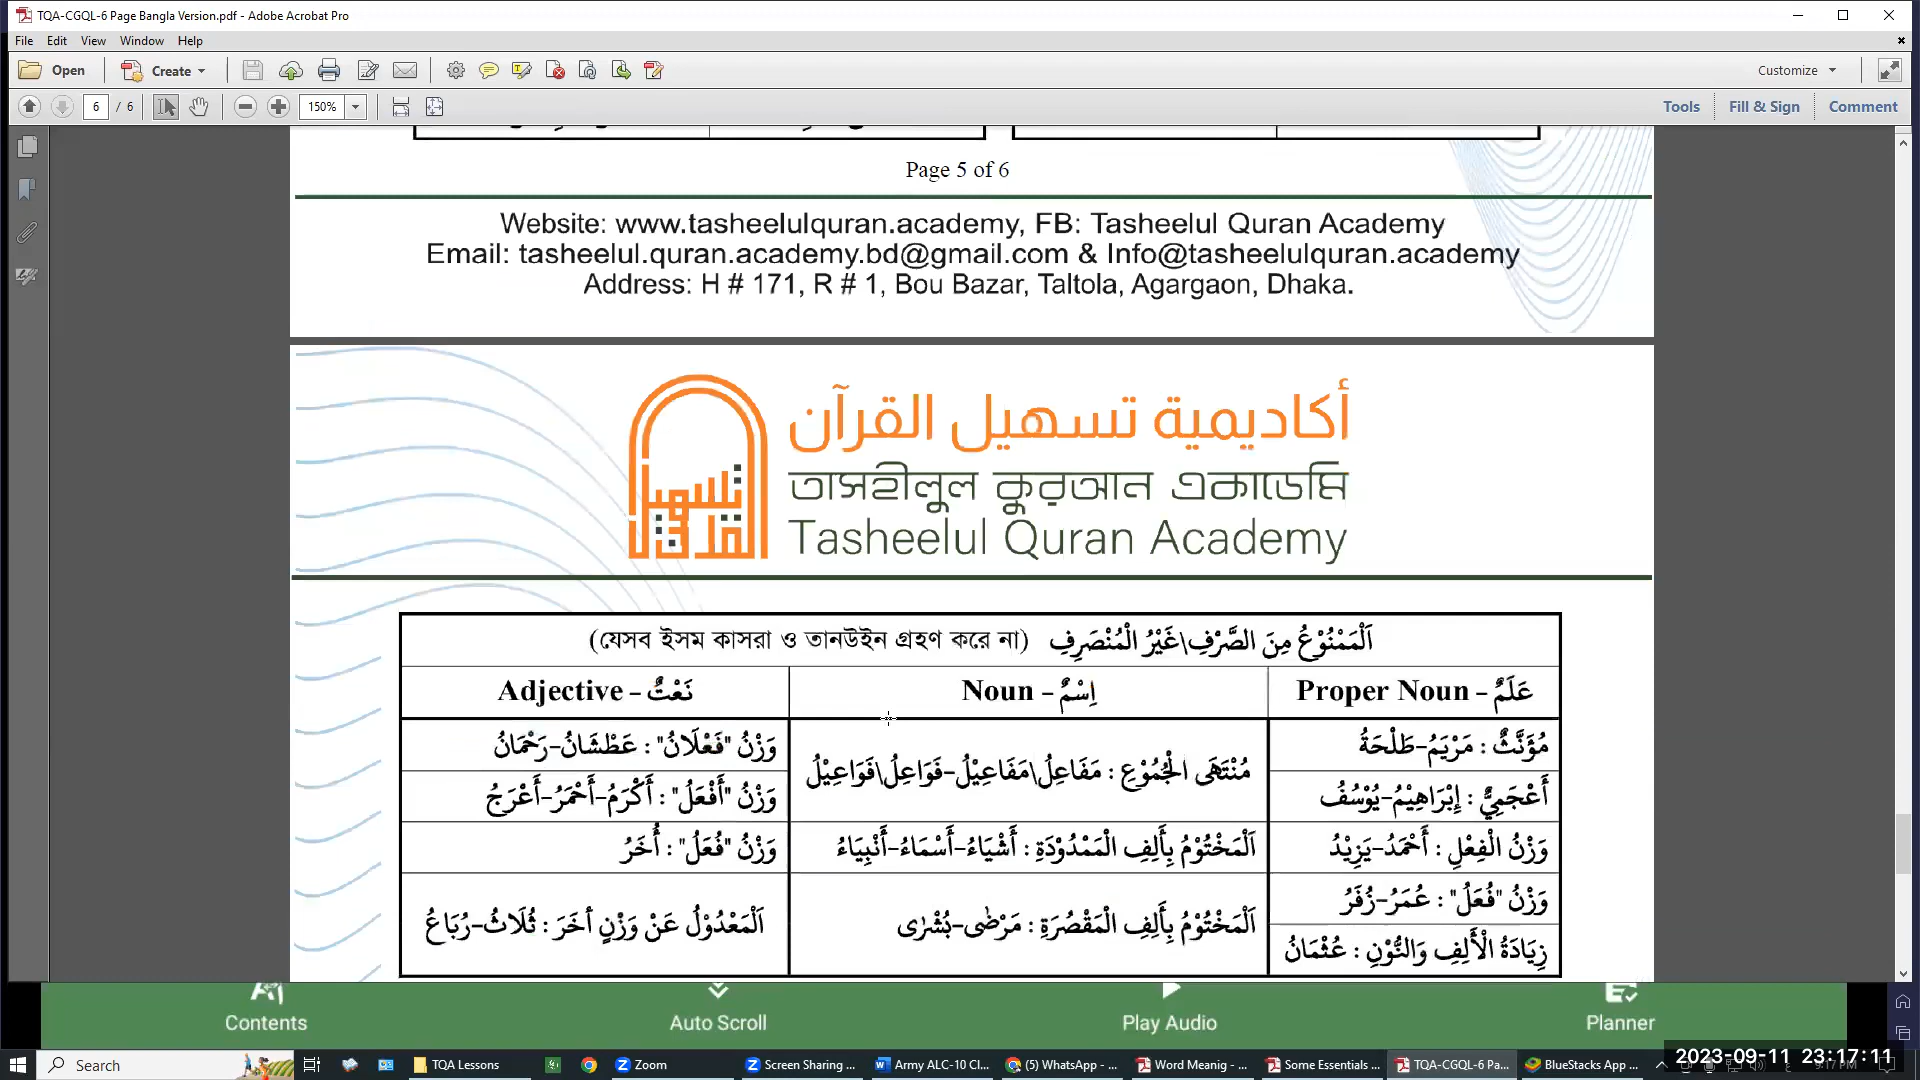 TQA-CGQL-6 Page Bangla Version.pdf - Adobe Acrobat Pro
File Edit View Window Help
Open Create Customize
6 / 6 150% Tools Fill & Sign Comment
Page 5 of 6
Website: www.tasheelulquran.academy, FB: Tasheelul Quran Academy
Email: tasheelul.quran.academy.bd@gmail.com & Info@tasheelulquran.academy
Address: H # 171, R # 1, Bou Bazar, Taltola, Agargaon, Dhaka.
أكاديمية تسهيل القرآن
তাসহীলুল কুরআন একাডেমি
Tasheelul Quran Academy
اَلْمَمْنُوْعُ مِنَ الصَّرْفِ\غَيْرُ الْمُنْصَرِفِ (যেসব ইসম কাসরা ও তানউইন গ্রহণ করে না)
عَلَمٌ - Proper Noun
اِسْمٌ - Noun
نَعْتٌ - Adjective
مُؤَنَّثٌ : مَرْيَمُ-طَلْحَةُ
أَعْجَمِيٌّ : إِبْرَاهِيْمُ-يُوْسُفُ
وَزْنُ الْفِعْلِ : أَحْمَدُ-يَزِيْدُ
وَزْنُ "فُعَلُ" : عُمَرُ-زُفَرُ
زِيَادَةُ الْأَلِفِ وَالنُّوْنِ : عُثْمَانُ
مُنْتَهَى الْجُمُوْعِ : مَفَاعِلُ\مَفَاعِيْلُ-فَوَاعِلُ\فَوَاعِيْلُ
اَلْمَخْتُوْمُ بِأَلِفِ الْمَمْدُوْدَةِ : أَشْيَاءُ-أَسْمَاءُ-أَنْبِيَاءُ
اَلْمَخْتُوْمُ بِأَلِفِ الْمَقْصُرَةِ : مَرْضٰى-بُشْرٰى
وَزْنُ "فَعْلَانُ" : عَطْشَانُ-رَحْمَانُ
وَزْنُ "أَفْعَلُ" : أَكْرَمُ-أَحْمَرُ-أَعْرَجُ
وَزْنُ "فُعَلُ" : أُخَرُ
اَلْمَعْدُوْلُ عَنْ وَزْنٍ أخَرَ : ثُلَاثُ-رُبَاعُ
Contents Auto Scroll Play Audio Planner
Search TQA Lessons Zoom Screen Sharing ... Army ALC-10 Cl... (5) WhatsApp - ... Word Meanig - ... Some Essentials ... TQA-CGQL-6 Pa... BlueStacks App ...
2023-09-11 23:17:11